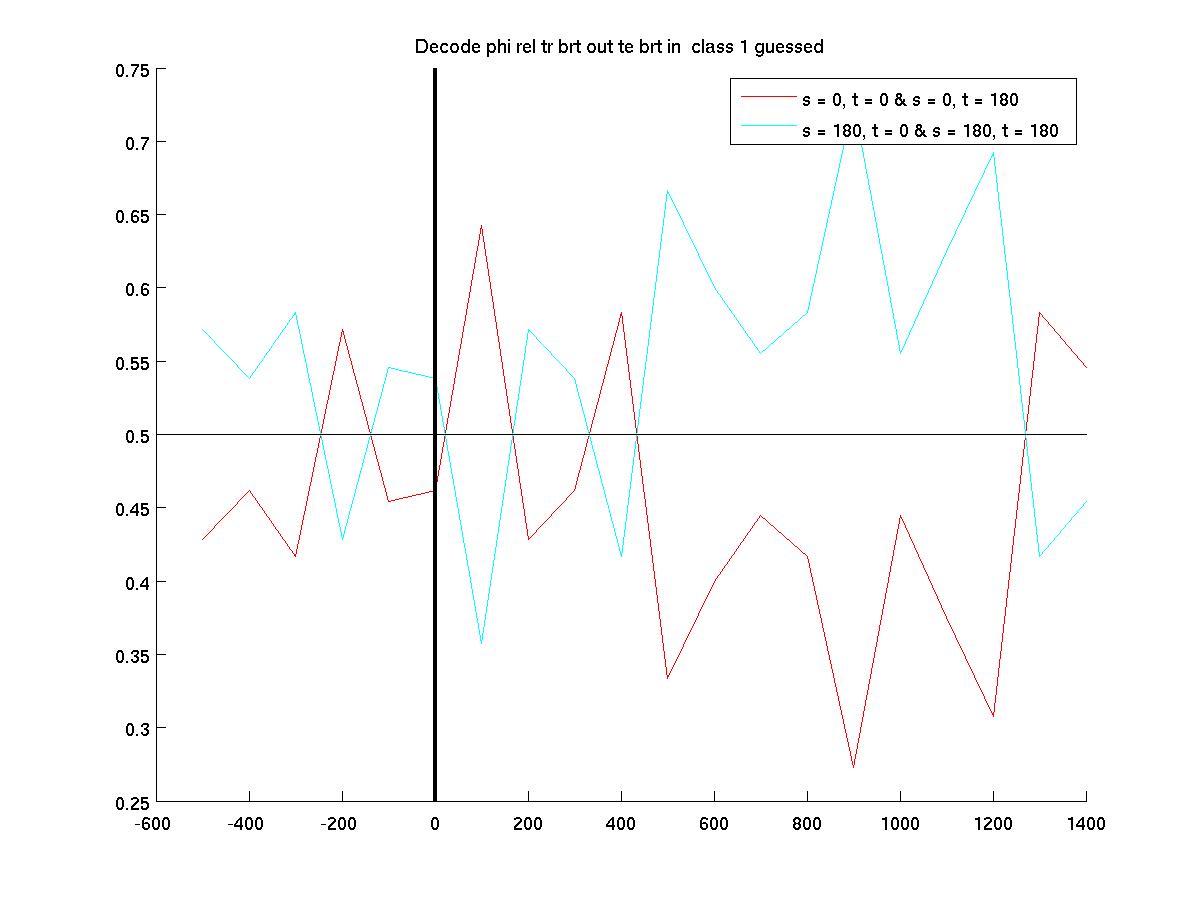 Decode phi rel tr brt out te brt in  class 1 guessed
s = 0, t = 0 & s = 0, t = 180
s = 180, t = 0 & s = 180, t = 180
0.75
0.7
0.65
0.6
0.55
0.5
0.45
0.4
0.35
0.3
0.25
-600 -400 -200 0 200 400 600 800 1000 1200 1400